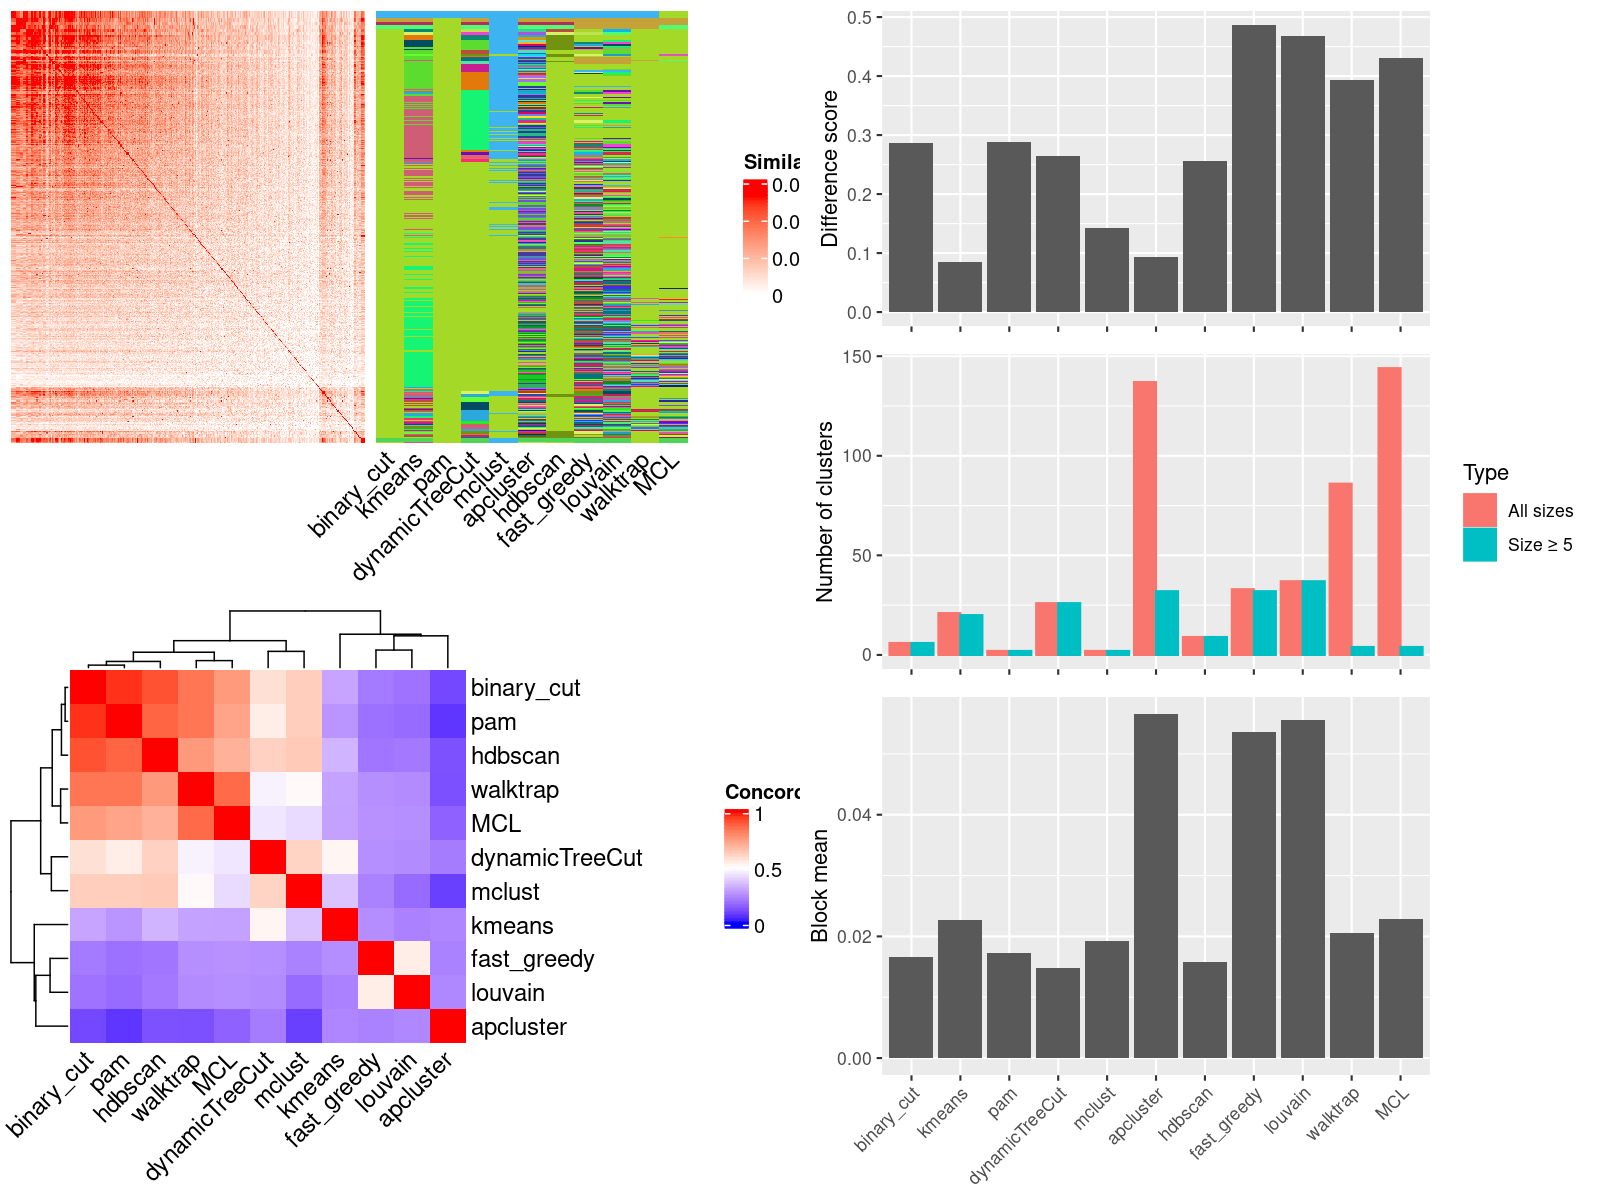 Simila
0.0
0.0
0.0
0
binary_cut
kmeans
pam
dynamicTreeCut
mclust
apcluster
hdbscan
fast_greedy
louvain
walktrap
MCL
binary_cut
pam
hdbscan
walktrap
MCL
dynamicTreeCut
mclust
kmeans
fast_greedy
louvain
apcluster
binary_cut
pam
hdbscan
walktrap
MCL
dynamicTreeCut
mclust
kmeans
fast_greedy
louvain
apcluster
Concord
1
0.5
0
Difference score
0.5
0.4
0.3
0.2
0.1
0.0
Number of clusters
150
100
50
0
Type
All sizes
Size ≥ 5
Block mean
0.04
0.02
0.00
binary_cut
kmeans
pam
dynamicTreeCut
mclust
apcluster
hdbscan
fast_greedy
louvain
walktrap
MCL